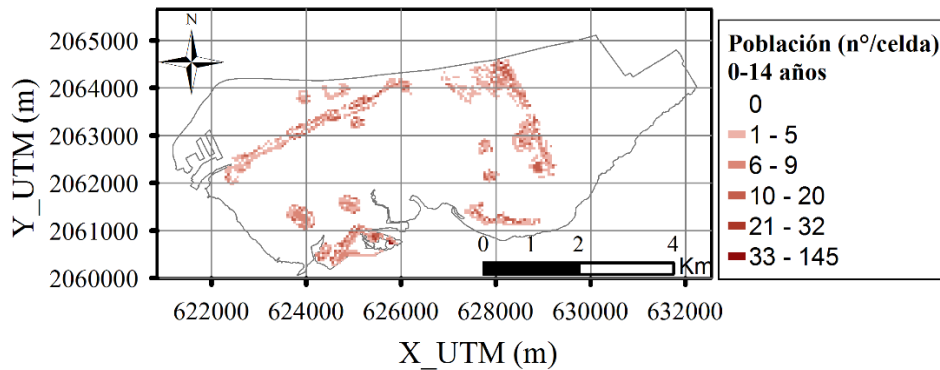 N
2065000
2064000
2063000
2062000
2061000
2060000
Y_UTM (m)
0 1 2 4
Km
622000 624000 626000 628000 630000 632000
X_UTM (m)
Población (n°/celda)
0-14 años
0
1 - 5
6 - 9
10 - 20
21 - 32
33 - 145